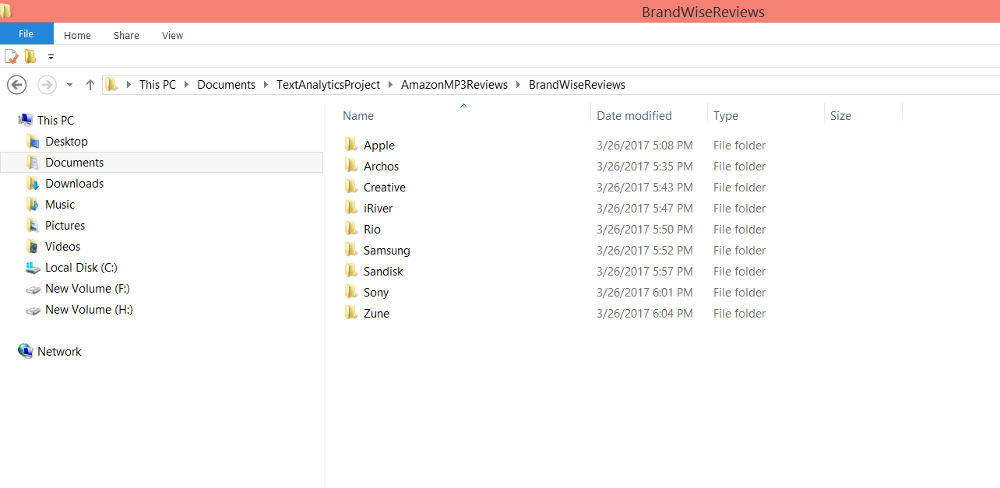 BrandWiseReviews
File Home Share View
This PC Documents TextAnalyticsProject AmazonMP3Reviews BrandWiseReviews
This PC
Desktop
Documents
Downloads
Music
Pictures
Videos
Local Disk (C:)
New Volume (F:)
New Volume (H:)
Network
Name Date modified Type Size
Apple 3/26/2017 5:08 PM File folder
Archos 3/26/2017 5:35 PM File folder
Creative 3/26/2017 5:43 PM File folder
iRiver 3/26/2017 5:47 PM File folder
Rio 3/26/2017 5:50 PM File folder
Samsung 3/26/2017 5:52 PM File folder
Sandisk 3/26/2017 5:57 PM File folder
Sony 3/26/2017 6:01 PM File folder
Zune 3/26/2017 6:04 PM File folder